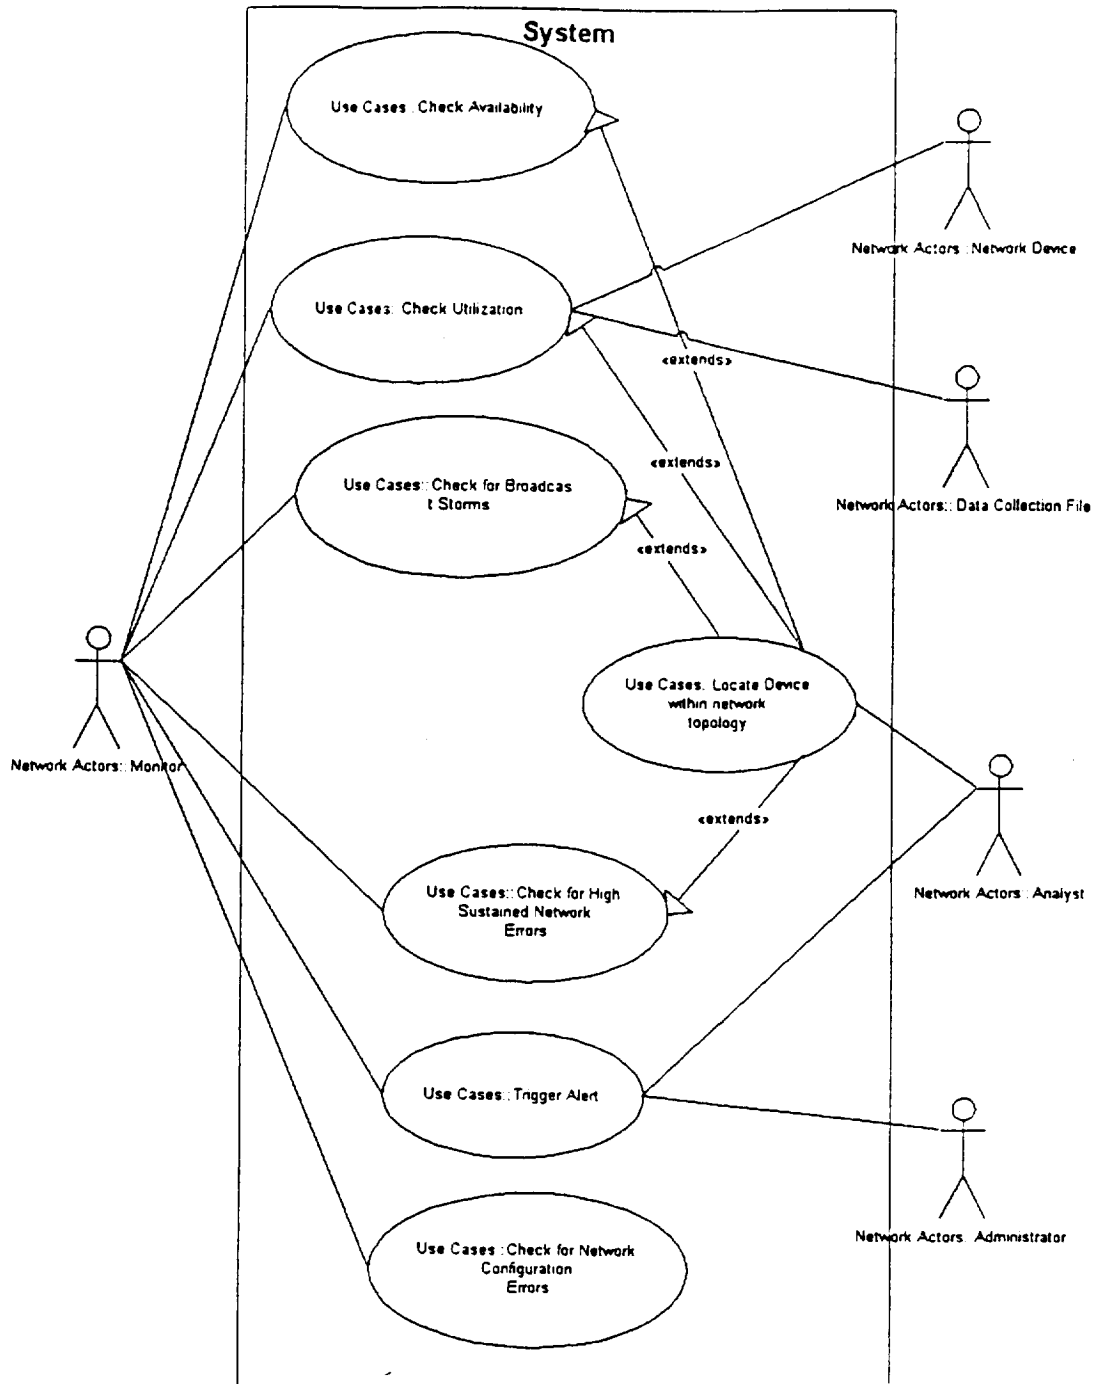 System
Use Cases::Check Availability
Network Actors::Network Device
Use Cases::Check Utilization
«extends»
«extends»
Use Cases::Check for Broadcas
t Storms
Network Actors::Data Collection File
«extends»
Use Cases::Locate Device
within network
topology
Network Actors::Monitor
«extends»
Use Cases::Check for High
Sustained Network
Errors
Network Actors::Analyst
Use Cases::Trigger Alert
Network Actors::Administrator
Use Cases::Check for Network
Configuration
Errors